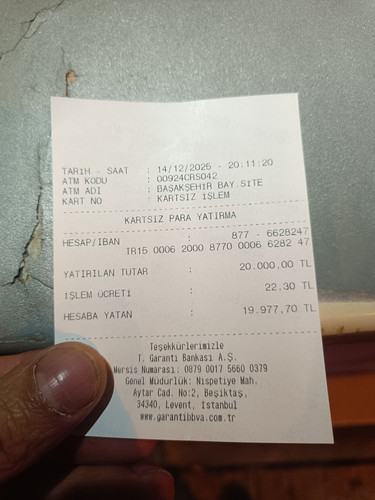 TARİH - SAAT : 14/12/2025 - 20:11:20
ATM KODU : 00924CRS042
ATM ADI : BAŞAKŞEHİR BAY.SİTE
KART NO : KARTSIZ İŞLEM
KARTSIZ PARA YATIRMA
HESAP/IBAN : 877 - 6628247
TR15 0006 2000 8770 0006 6282 47
YATIRILAN TUTAR : 20.000,00 TL
İŞLEM ÜCRETİ : 22,30 TL
HESABA YATAN : 19.977,70 TL
Teşekkürlerimizle
T. Garanti Bankası A.Ş.
Mersis Numarası: 0879 0017 5660 0379
Genel Müdürlük: Nispetiye Mah.
Aytar Cad. No:2, Beşiktaş,
34340, Levent, İstanbul
www.garantibbva.com.tr